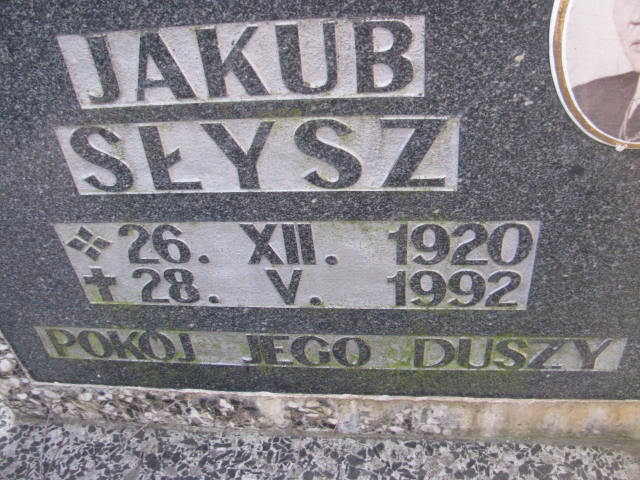 JAKUB
SŁYSZ
26. XII. 1920
28. V. 1992
POKÓJ JEGO DUSZY